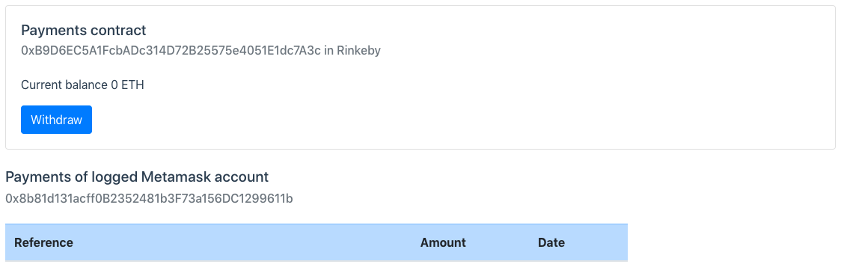 Payments contract
0xB9D6EC5A1FcbADc314D72B25575e4051E1dc7A3c in Rinkeby
Current balance 0 ETH
Withdraw
Payments of logged Metamask account
0x8b81d131acff0B2352481b3F73a156DC1299611b
Reference Amount Date